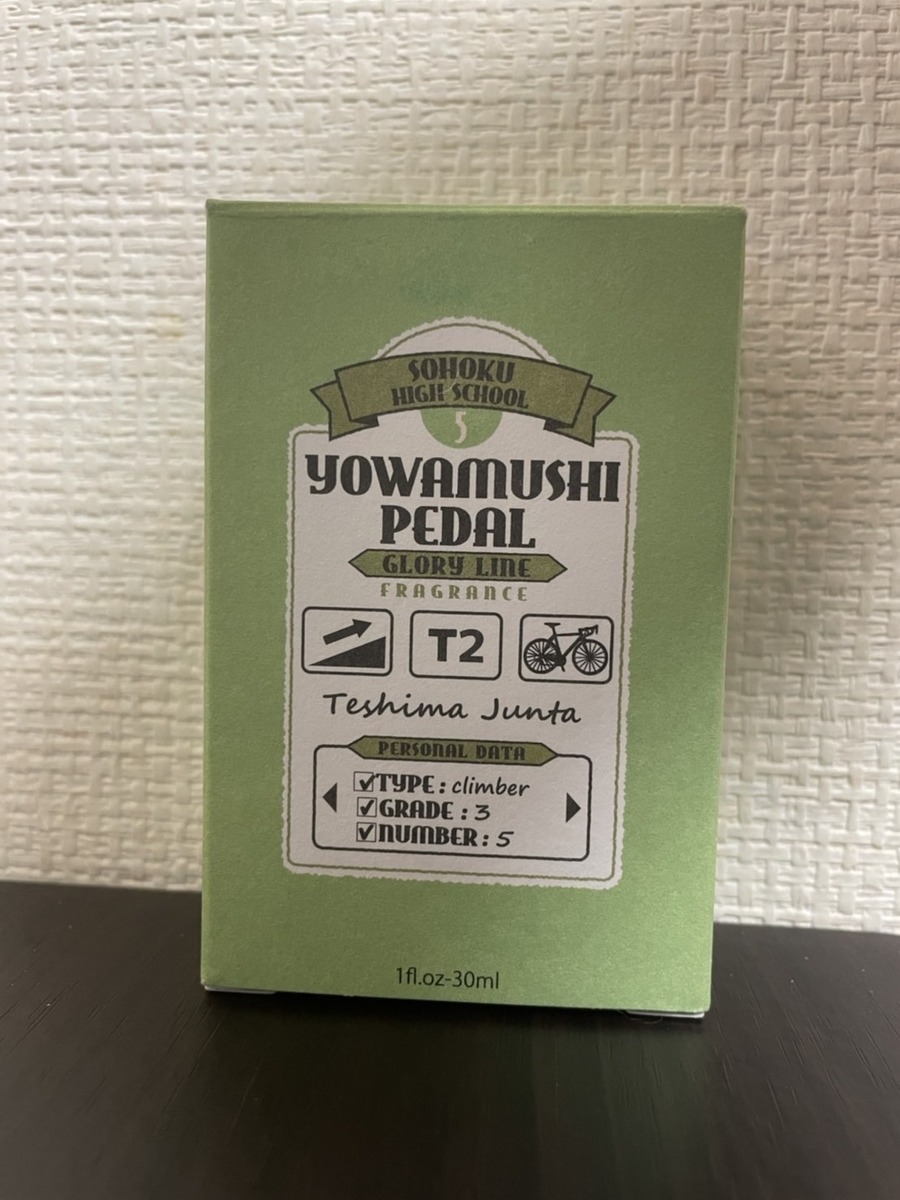 SOHOKU
HIGH SCHOOL
5
YOWAMUSHI
PEDAL
GLORY LINE
FRAGRANCE
T2
Teshima Junta
PERSONAL DATA
TYPE : climber
GRADE : 3
NUMBER : 5
1fl.oz-30ml